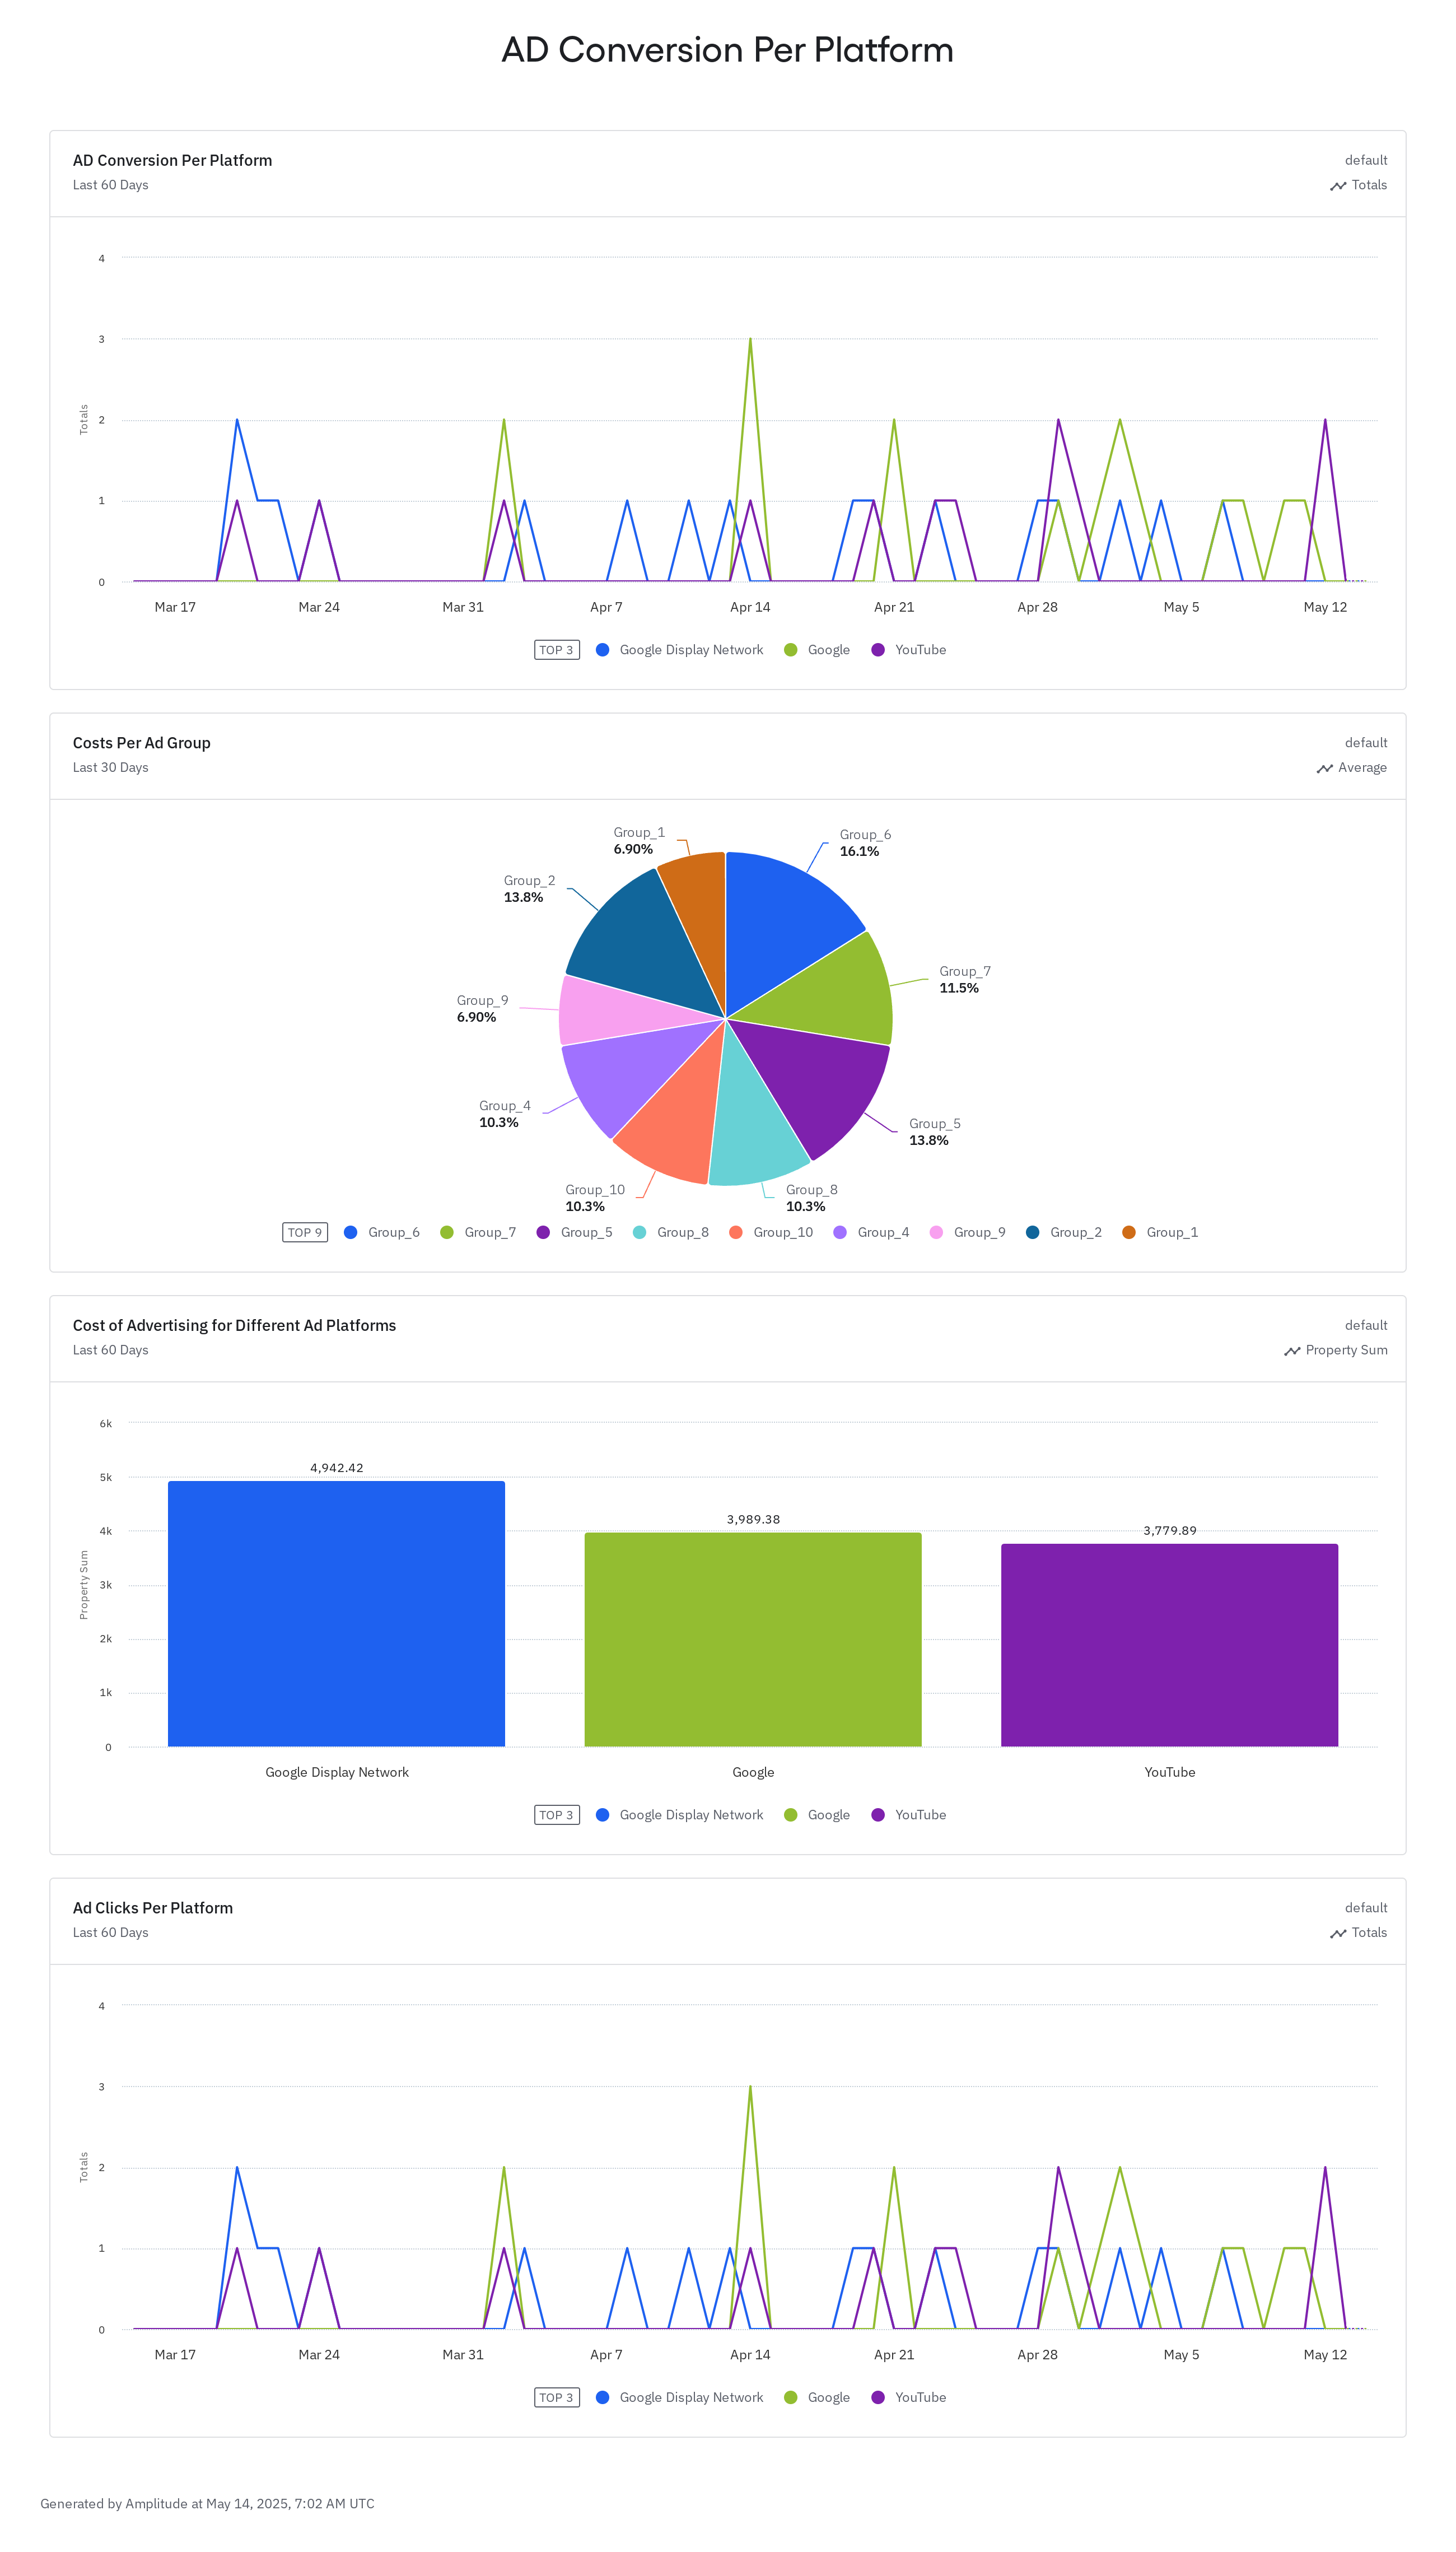 AD Conversion Per Platform
AD Conversion Per Platform
default
Last 60 Days
Totals
4
3
2
1
0
Totals
Mar 17
Mar 24
Mar 31
Apr 7
Apr 14
Apr 21
Apr 28
May 5
May 12
TOP 3
Google Display Network
Google
YouTube
Costs Per Ad Group
default
Last 30 Days
Average
Group_1
6.90%
Group_6
16.1%
Group_2
13.8%
Group_7
11.5%
Group_9
6.90%
Group_4
10.3%
Group_5
13.8%
Group_10
10.3%
Group_8
10.3%
TOP 9
Group_6
Group_7
Group_5
Group_8
Group_10
Group_4
Group_9
Group_2
Group_1
Cost of Advertising for Different Ad Platforms
default
Last 60 Days
Property Sum
6k
5k
4k
3k
2k
1k
0
Property Sum
4,942.42
3,989.38
3,779.89
Google Display Network
Google
YouTube
TOP 3
Google Display Network
Google
YouTube
Ad Clicks Per Platform
default
Last 60 Days
Totals
4
3
2
1
0
Totals
Mar 17
Mar 24
Mar 31
Apr 7
Apr 14
Apr 21
Apr 28
May 5
May 12
TOP 3
Google Display Network
Google
YouTube
Generated by Amplitude at May 14, 2025, 7:02 AM UTC